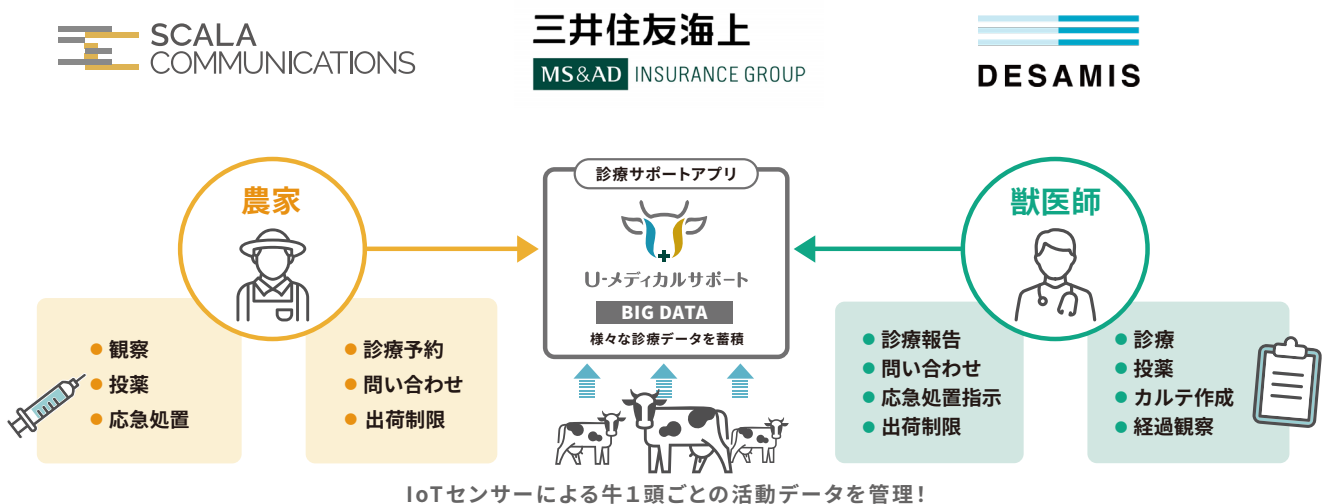 SCALA
COMMUNICATIONS
三井住友海上
MS&AD INSURANCE GROUP
DESAMIS
農家
観察
投薬
応急処置
診療予約
問い合わせ
出荷制限
診療サポートアプリ
U-メディカルサポート
BIG DATA
様々な診療データを蓄積
獣医師
診療報告
問い合わせ
応急処置指示
出荷制限
診療
投薬
カルテ作成
経過観察
IoTセンサーによる牛1頭ごとの活動データを管理!